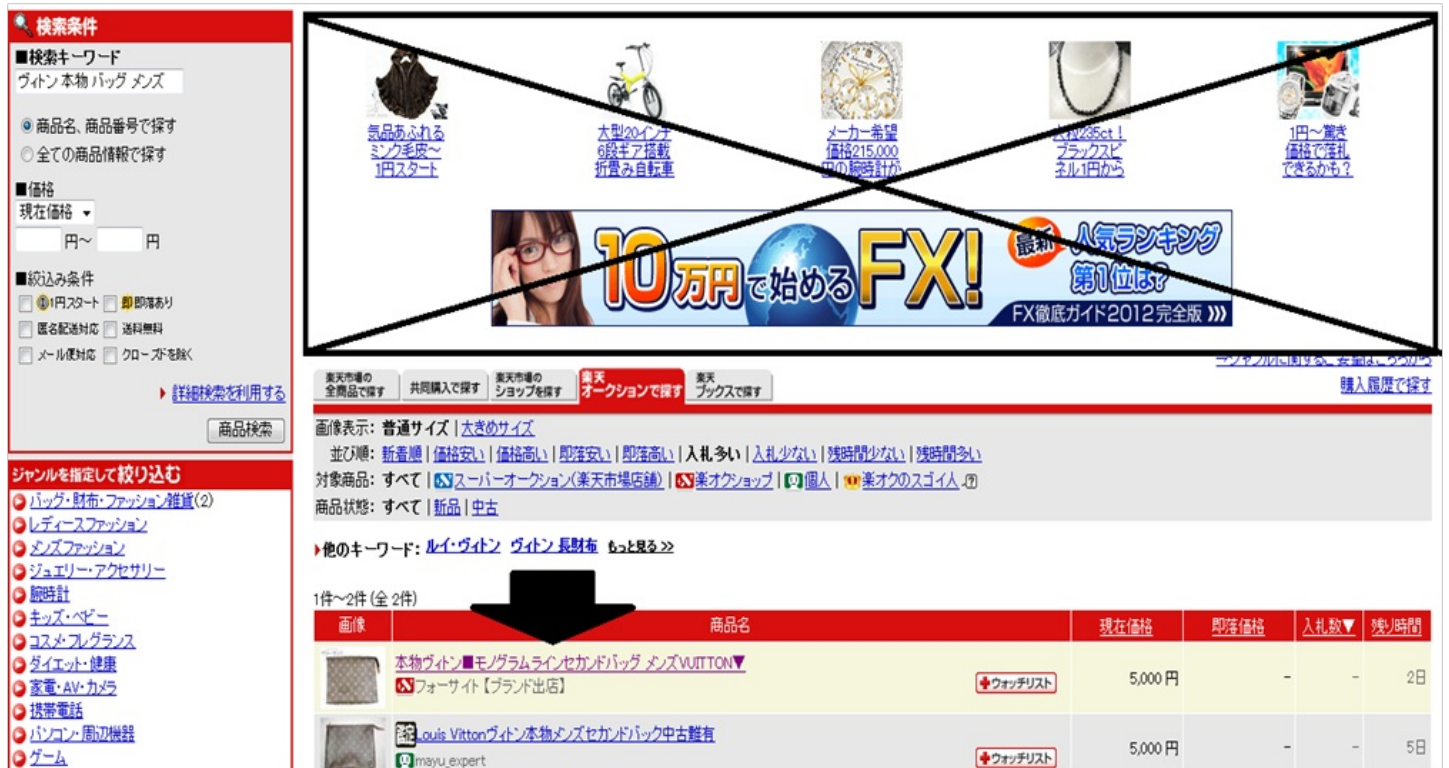 検索条件
■検索キーワード
ヴィトン 本物 バッグ メンズ
商品名、商品番号で探す
全ての商品情報で探す
■価格
現在価格
円～ 円
■絞込み条件
1円スタート 即 即落あり
匿名配送対応 送料無料
メール便対応 クローズドを除く
詳細検索を利用する
商品検索
ジャンルを指定して絞り込む
バッグ・財布・ファッション雑貨(2)
レディースファッション
メンズファッション
ジュエリー・アクセサリー
腕時計
キッズ・ベビー
コスメ・フレグランス
ダイエット・健康
家電・AV・カメラ
携帯電話
パソコン・周辺機器
ゲーム
気品あふれる
ミンク毛皮～
1円スタート
大型20インチ
6段ギア搭載
折畳み自転車
メーカー希望
価格215,000
円の腕時計が
大粒235ct！
ブラックスピ
ネル1円から
1円～驚き
価格で落札
できるかも？
10万円で始めるFX!
最新 人気ランキング
第1位は?
FX徹底ガイド2012完全版 》》》
購入履歴で探す
楽天市場の
全商品で探す
共同購入で探す
楽天市場の
ショップを探す
楽天
オークションで探す
楽天
ブックスで探す
画像表示: 普通サイズ | 大きめサイズ
並び順: 新着順 | 価格安い | 価格高い | 即落安い | 即落高い | 入札多い | 入札少ない | 残時間少ない | 残時間多い
対象商品: すべて | スーパーオークション(楽天市場店舗) | 楽オクショップ | 個人 | 楽オクのスゴイ人
商品状態: すべて | 新品 | 中古
他のキーワード: ルイ・ヴィトン ヴィトン 長財布 もっと見る >>
1件～2件 (全 2件)
画像 商品名 現在価格 即落価格 入札数▼ 残り時間
本物ヴィトン■モノグラムラインセカンドバッグ メンズVUITTON▼
フォーサイト【ブランド出店】
ウォッチリスト 5,000 円 - - 2日
Louis Vittonヴィトン本物メンズセカンドバック中古難有
mayu_expert
ウォッチリスト 5,000 円 - - 5日